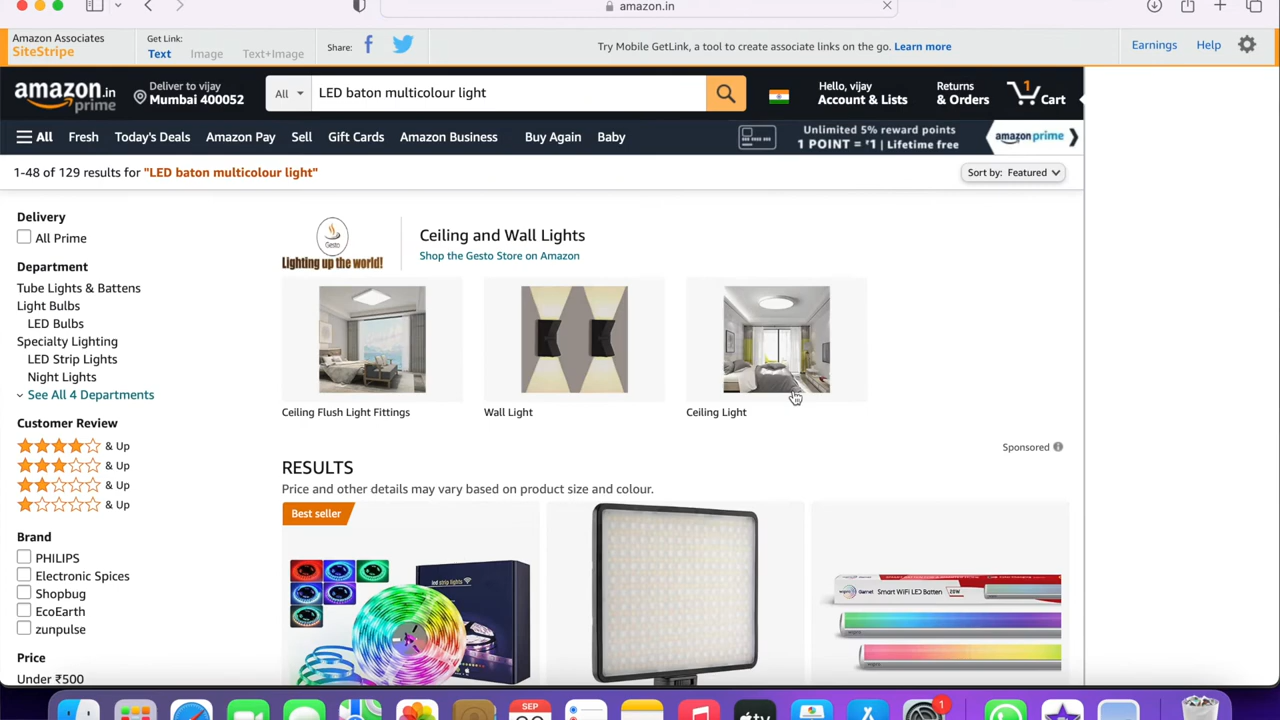 amazon.in
Amazon Associates
SiteStripe
Get Link:
Text
Image
Text+Image
Share:
Try Mobile GetLink, a tool to create associate links on the go. Learn more
Earnings
Help
amazon.in
prime
Deliver to vijay
Mumbai 400052
All
LED baton multicolour light
Hello, vijay
Account & Lists
Returns
& Orders
1
Cart
All
Fresh
Today's Deals
Amazon Pay
Sell
Gift Cards
Amazon Business
Buy Again
Baby
Unlimited 5% reward points
1 POINT = ₹1 | Lifetime free
amazon prime
1-48 of 129 results for "LED baton multicolour light"
Sort by: Featured
Delivery
All Prime
Department
Tube Lights & Battens
Light Bulbs
LED Bulbs
Specialty Lighting
LED Strip Lights
Night Lights
See All 4 Departments
Customer Review
& Up
& Up
& Up
& Up
Brand
PHILIPS
Electronic Spices
Shopbug
EcoEarth
zunpulse
Price
Under ₹500
Gesto
Lighting up the world!
Ceiling and Wall Lights
Shop the Gesto Store on Amazon
Ceiling Flush Light Fittings
Wall Light
Ceiling Light
Sponsored
RESULTS
Price and other details may vary based on product size and colour.
Best seller
led strip lights
wipro
Garnet
Smart WiFi LED Batten
20W
SEP
tv
1